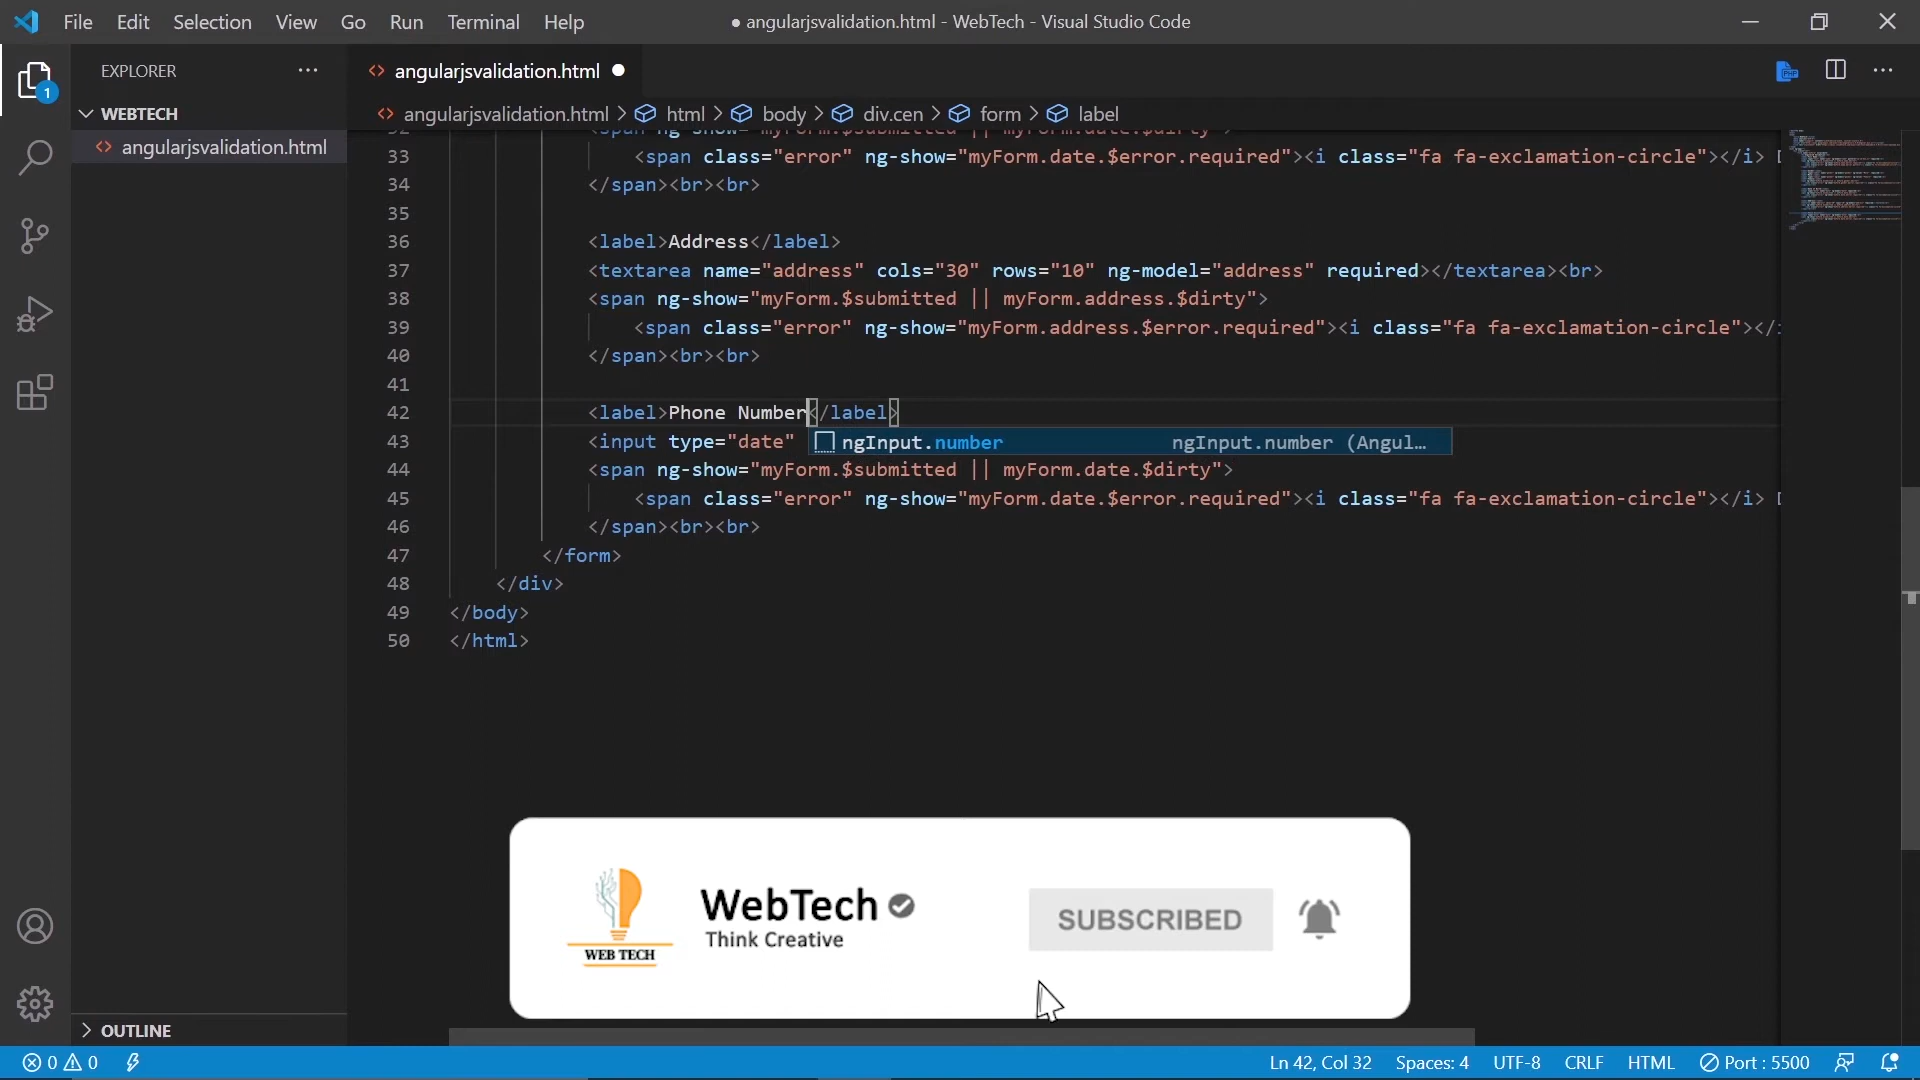 File Edit Selection View Go Run Terminal Help
● angularjsvalidation.html - WebTech - Visual Studio Code
EXPLORER ···
1
WEBTECH
<> angularjsvalidation.html
OUTLINE
<> angularjsvalidation.html ●
<> angularjsvalidation.html > html > body > div.cen > form > label
33 <span class="error" ng-show="myForm.date.$error.required"><i class="fa fa-exclamation-circle"></i>
34 </span><br><br>
35
36 <label>Address</label>
37 <textarea name="address" cols="30" rows="10" ng-model="address" required></textarea><br>
38 <span ng-show="myForm.$submitted || myForm.address.$dirty">
39 <span class="error" ng-show="myForm.address.$error.required"><i class="fa fa-exclamation-circle"></
40 </span><br><br>
41
42 <label>Phone Number</label>
43 <input type="date"
ngInput.number ngInput.number (Angul…
44 <span ng-show="myForm.$submitted || myForm.date.$dirty">
45 <span class="error" ng-show="myForm.date.$error.required"><i class="fa fa-exclamation-circle"></i>
46 </span><br><br>
47 </form>
48 </div>
49 </body>
50 </html>
WEB TECH
WebTech
Think Creative
SUBSCRIBED
0 0
Ln 42, Col 32 Spaces: 4 UTF-8 CRLF HTML Port : 5500